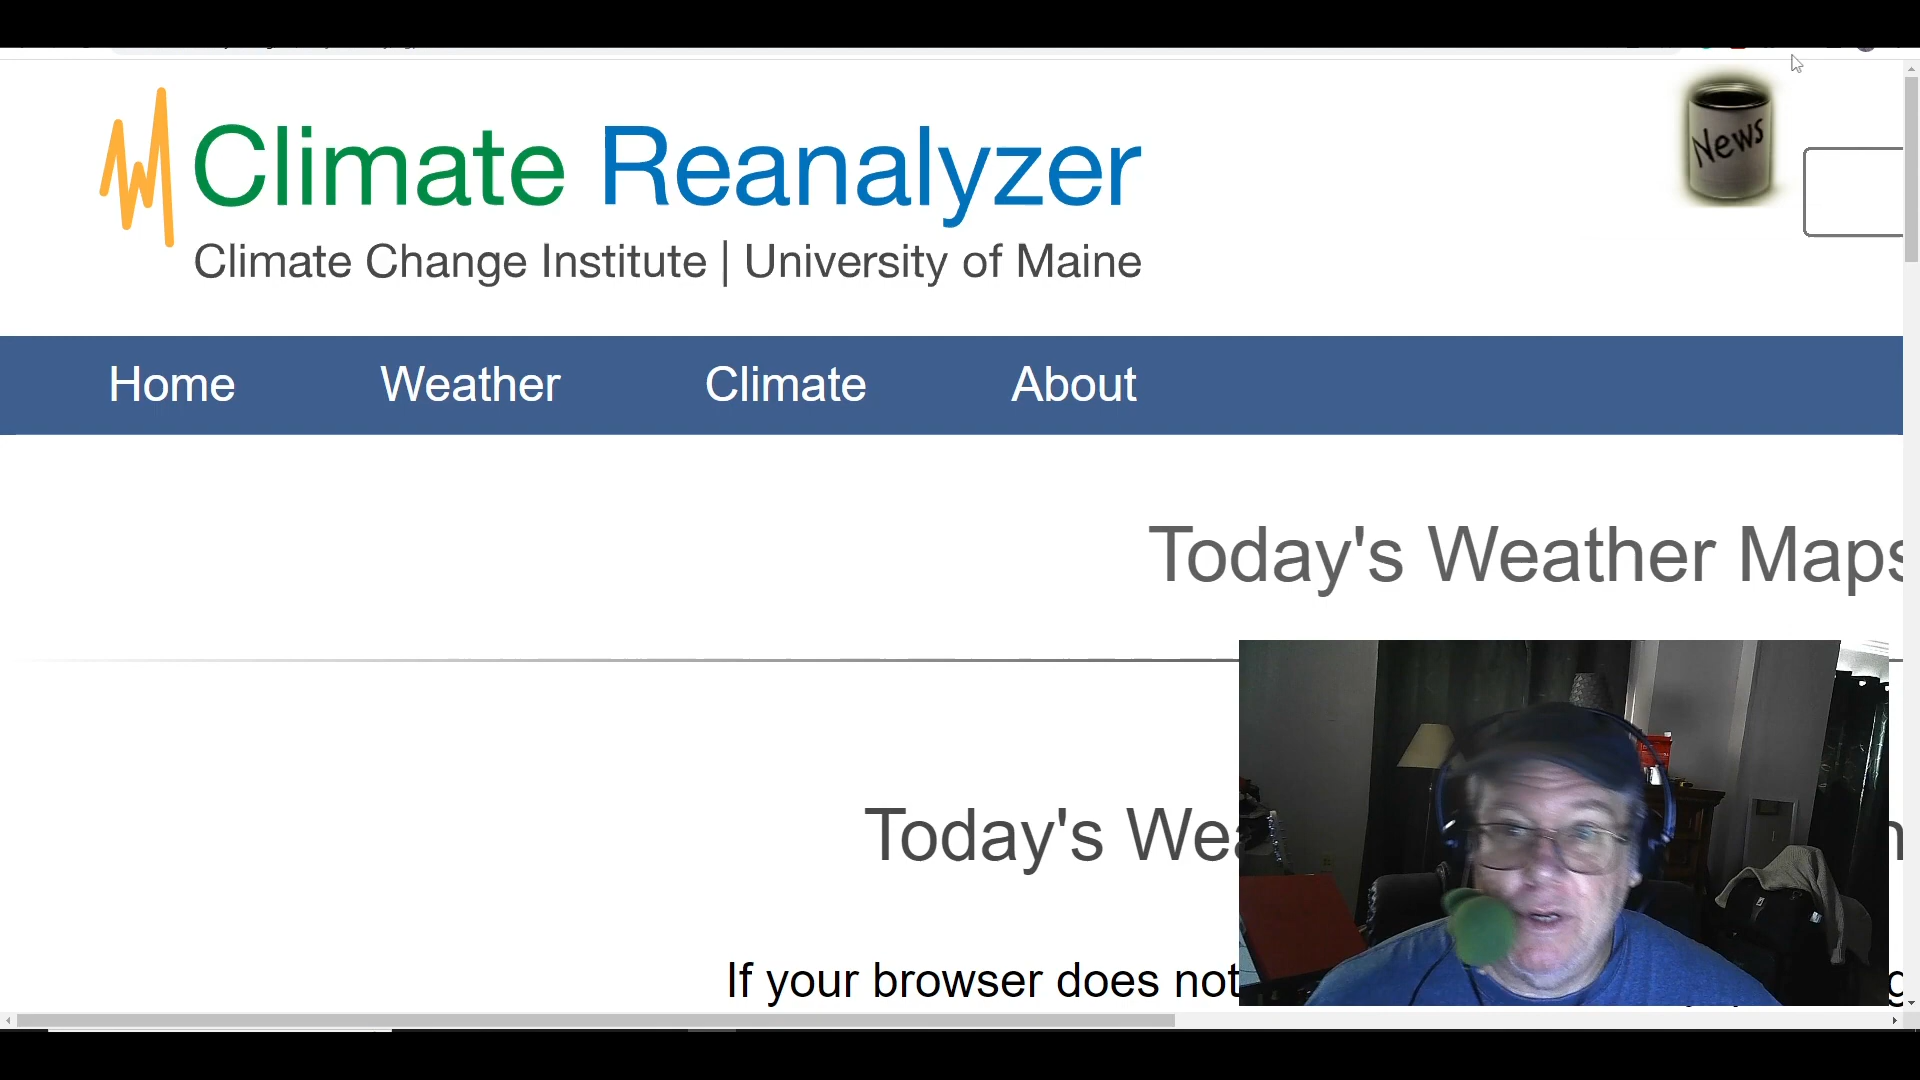 News
Climate Reanalyzer
Climate Change Institute | University of Maine
Home Weather Climate About
Today's Weather Maps
Today's
If your browser does not